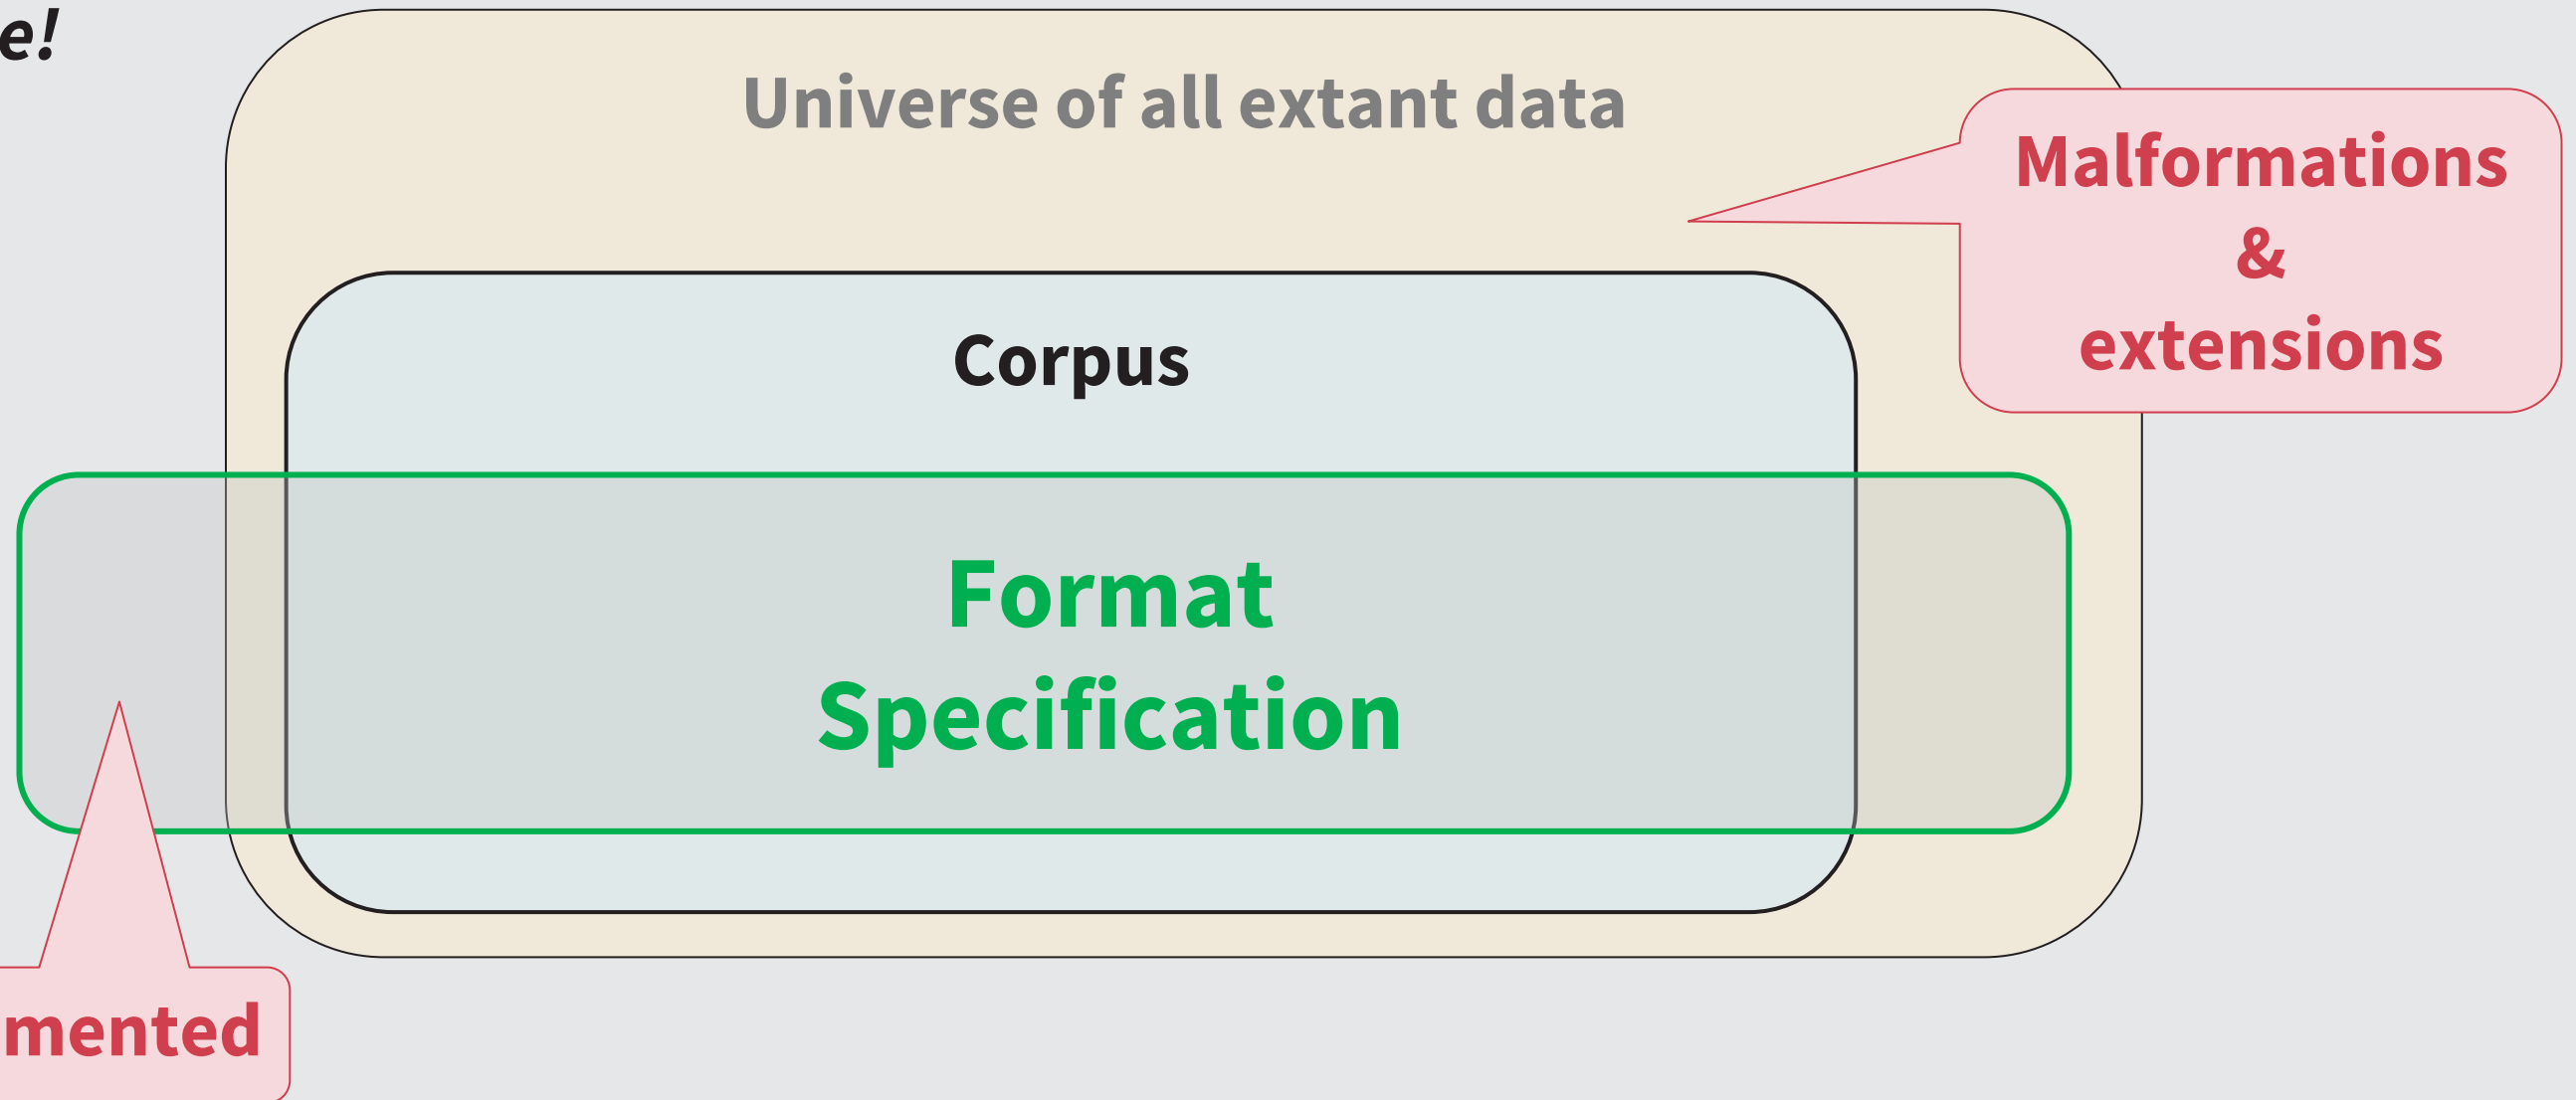 e!
Universe of all extant data
Malformations
&
extensions
Corpus
Format
Specification
mented